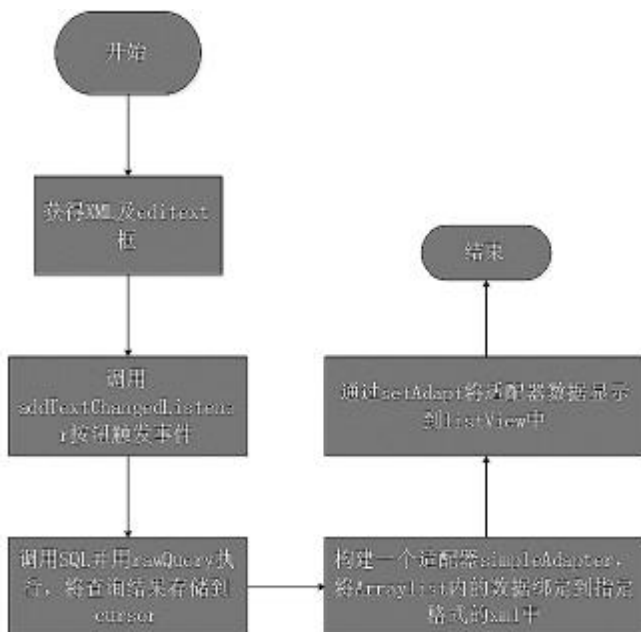 开始
获得XML及editext
框
调用
addTextChangedListene
r按钮触发事件
调用SQL并用rawQuery执
行，将查询结果存储到
cursor
构建一个适配器simpleAdapter，
将Arraylist内的数据绑定到指定
格式的xml中
通过setAdapt将适配器数据显示
到listView中
结束